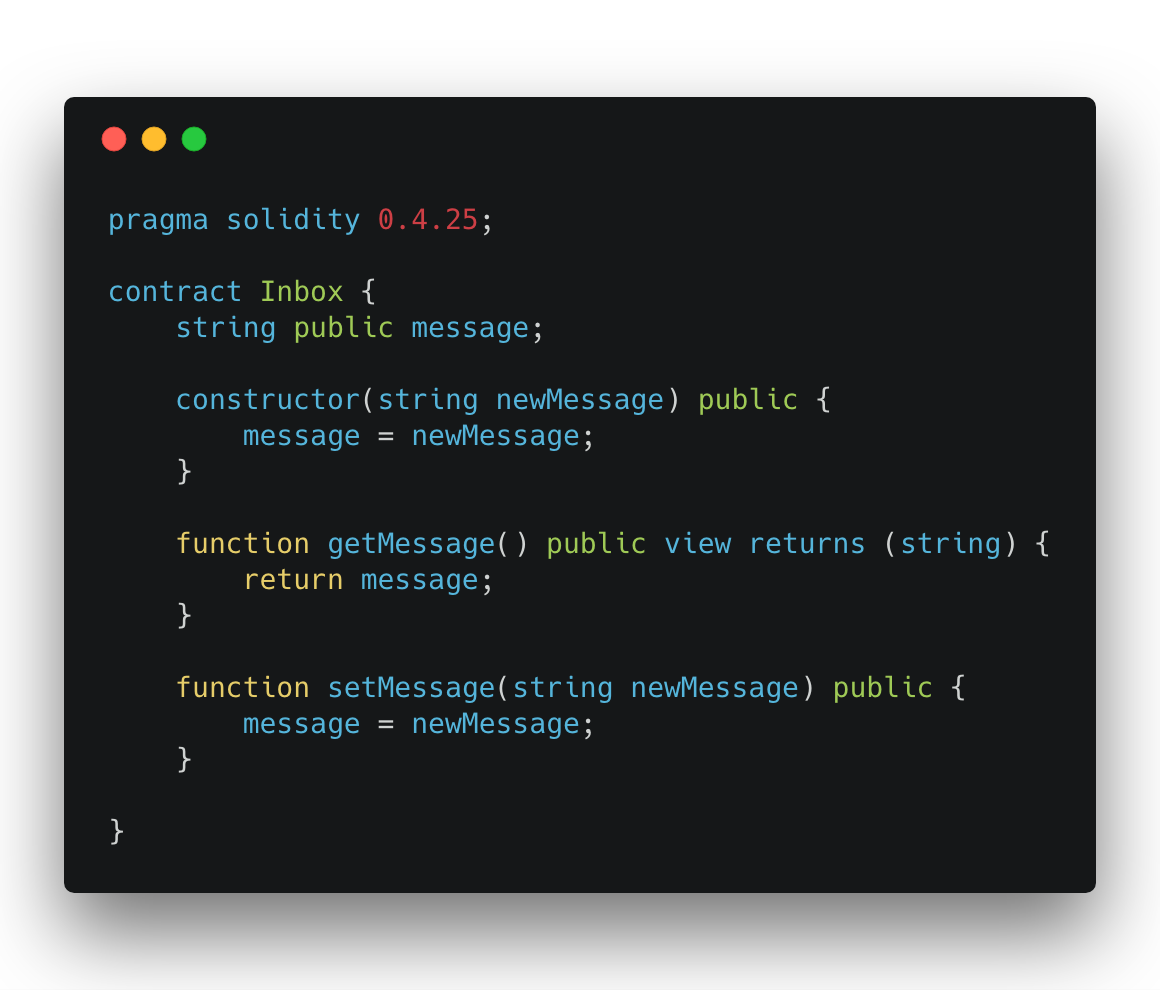 pragma solidity 0.4.25;

contract Inbox {
    string public message;

    constructor(string newMessage) public {
        message = newMessage;
    }

    function getMessage() public view returns (string) {
        return message;
    }

    function setMessage(string newMessage) public {
        message = newMessage;
    }

}